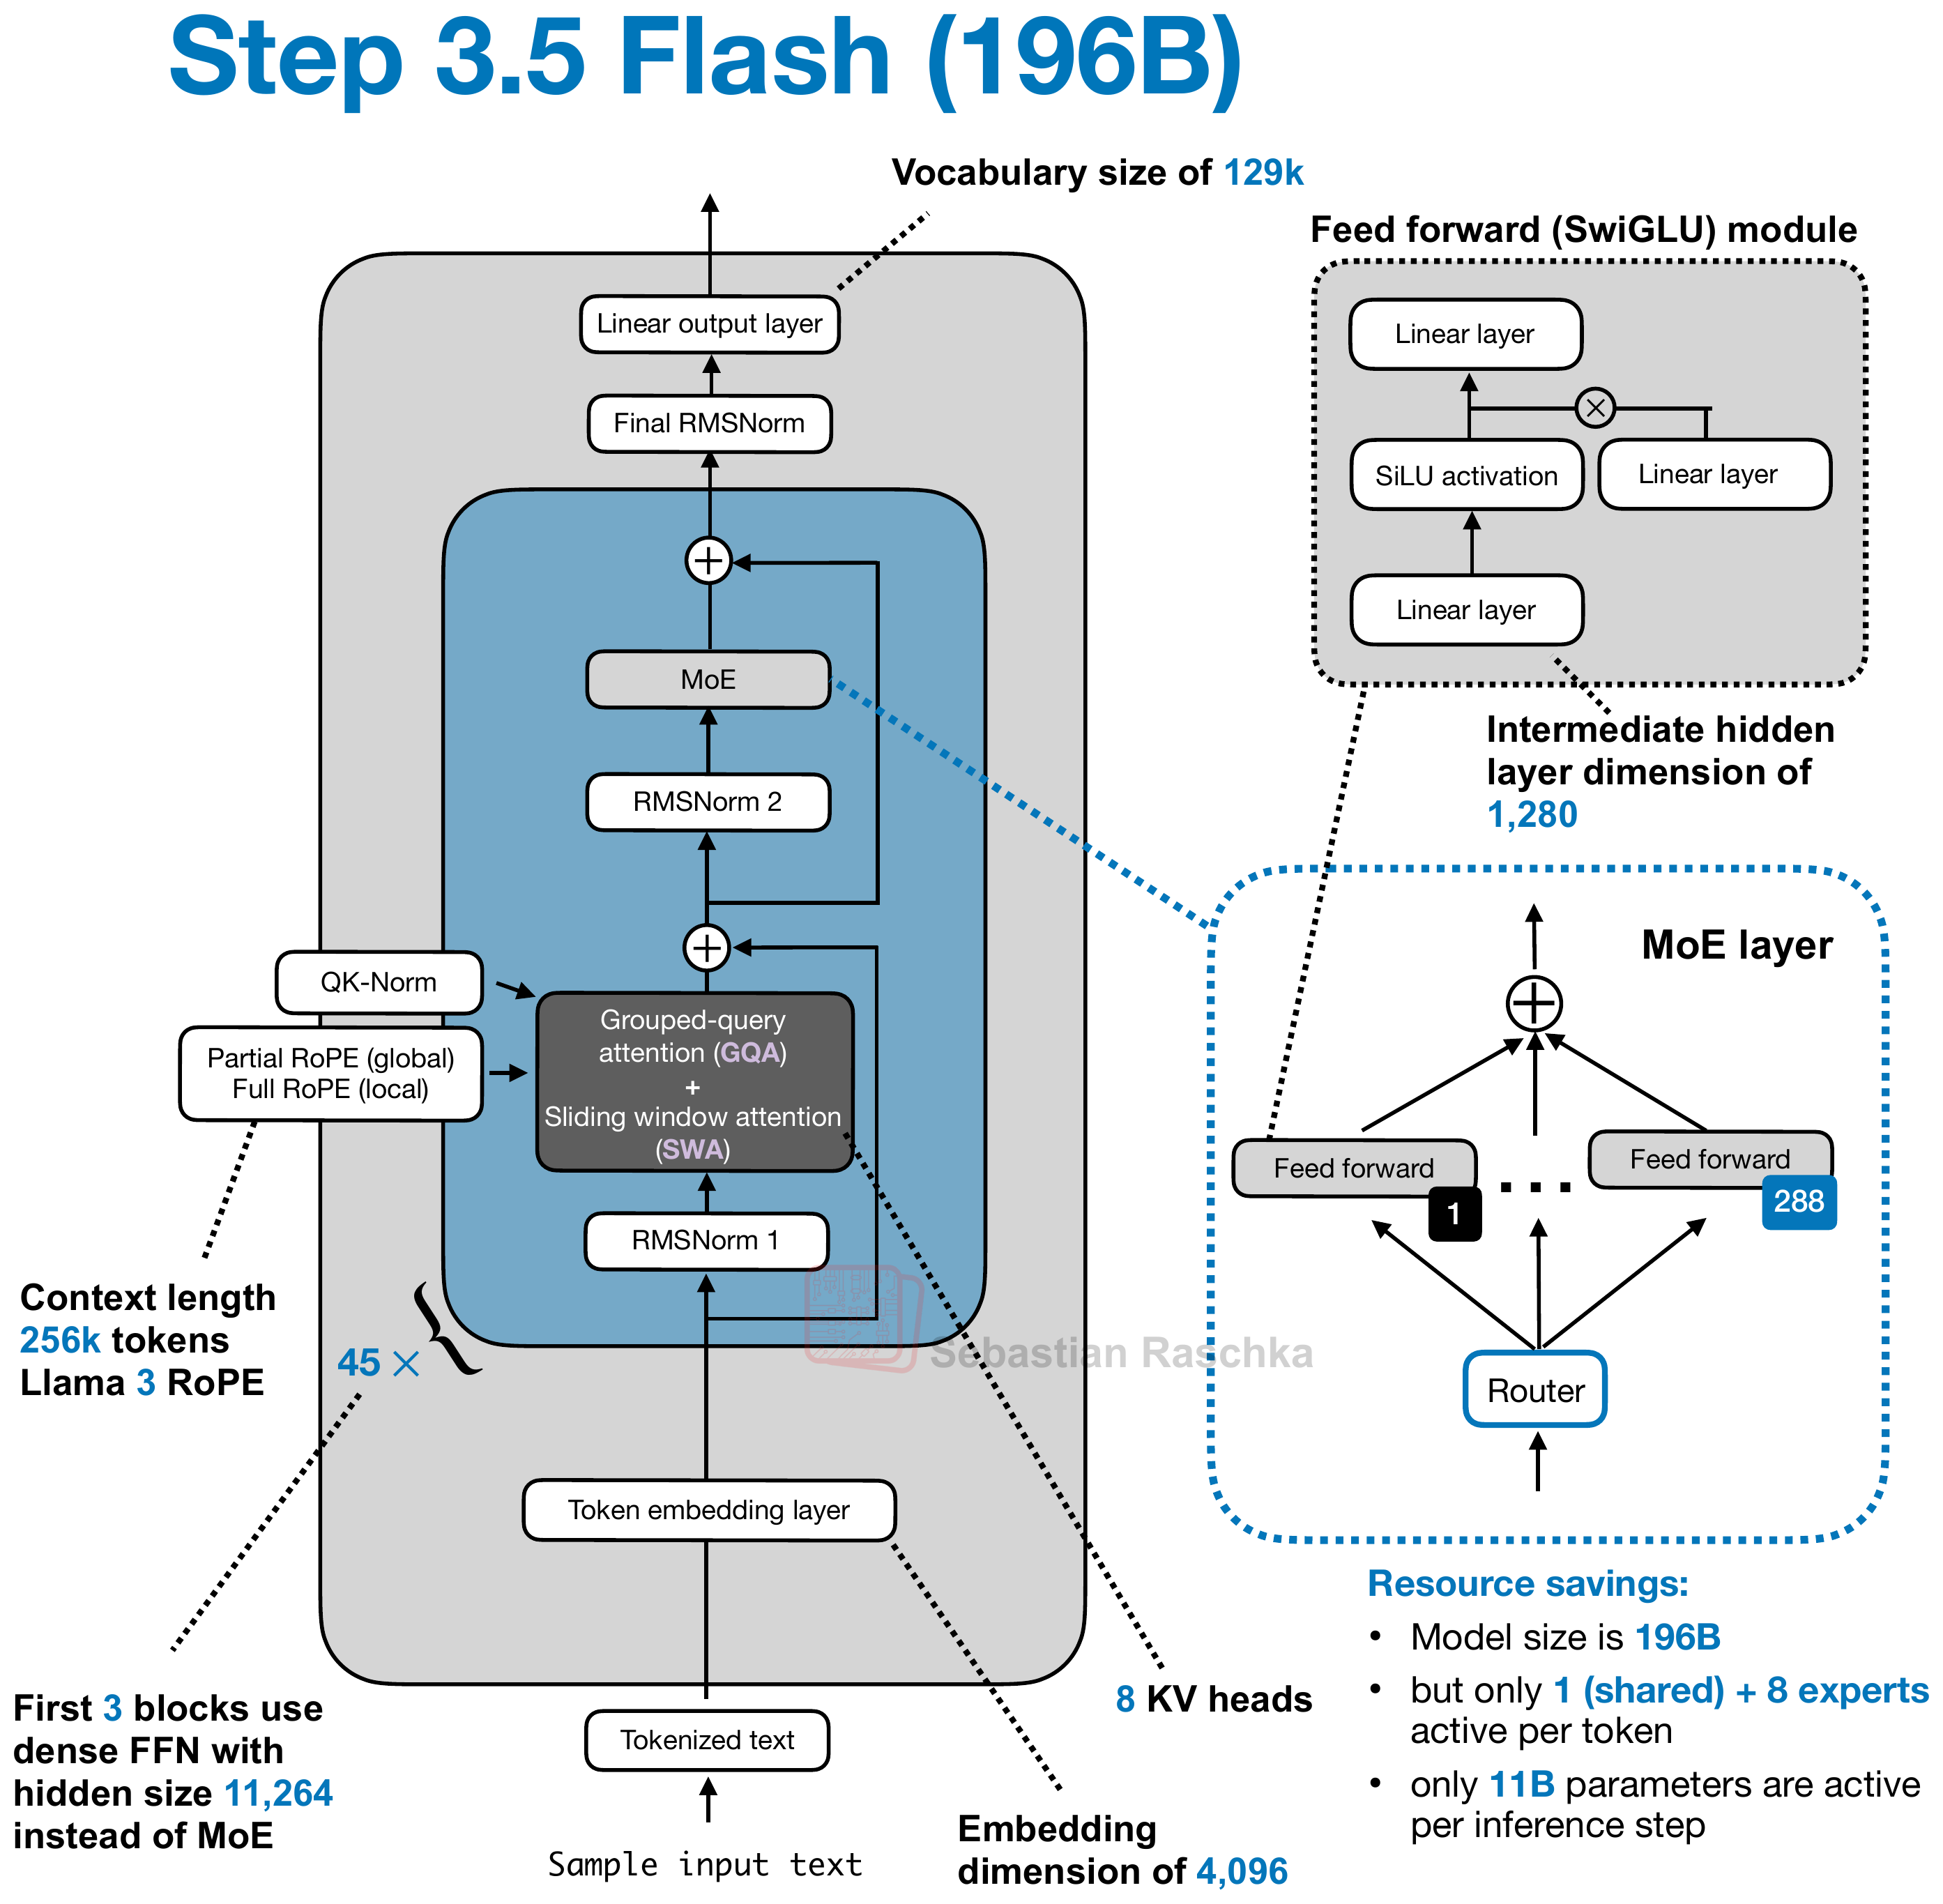 Step 3.5 Flash (196B)
Vocabulary size of 129k
Linear output layer
Final RMSNorm
MoE
RMSNorm 2
QK-Norm
Partial RoPE (global)
Full RoPE (local)
Grouped-query
attention (GQA)
+
Sliding window attention
(SWA)
RMSNorm 1
Context length
256k tokens
Llama 3 RoPE
45 ×
Sebastian Raschka
Token embedding layer
First 3 blocks use
dense FFN with
hidden size 11,264
instead of MoE
Tokenized text
Sample input text
8 KV heads
Embedding
dimension of 4,096
Feed forward (SwiGLU) module
Linear layer
SiLU activation
Linear layer
Linear layer
Intermediate hidden
layer dimension of
1,280
MoE layer
Feed forward
1
Feed forward
288
Router
Resource savings:
• Model size is 196B
• but only 1 (shared) + 8 experts
active per token
• only 11B parameters are active
per inference step